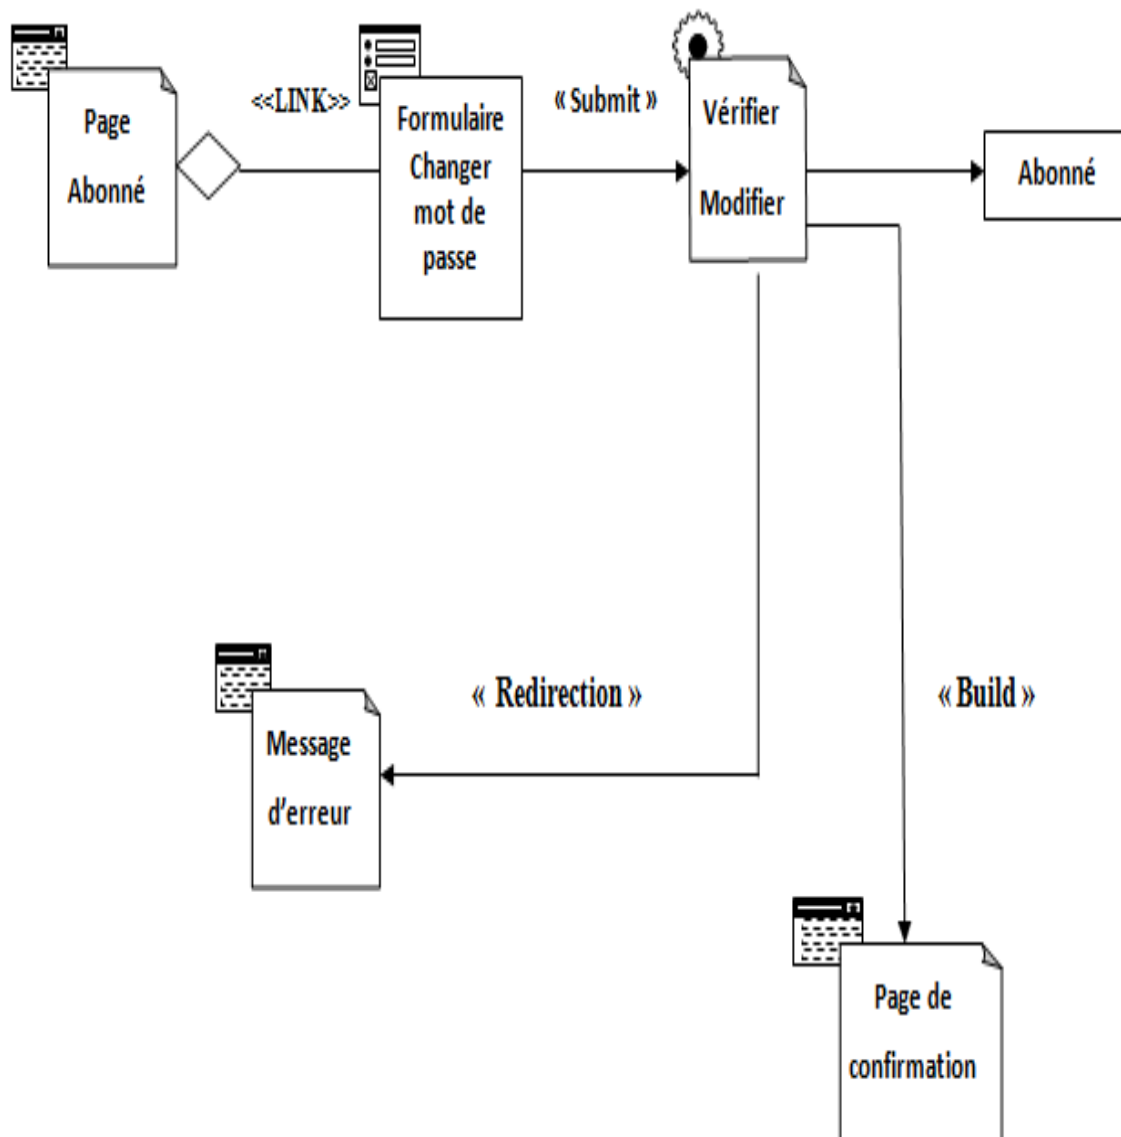 Page
Abonné
<<LINK>>
Formulaire
Changer
mot de
passe
« Submit »
Vérifier
Modifier
Abonné
« Redirection »
« Build »
Message
d'erreur
Page de
confirmation